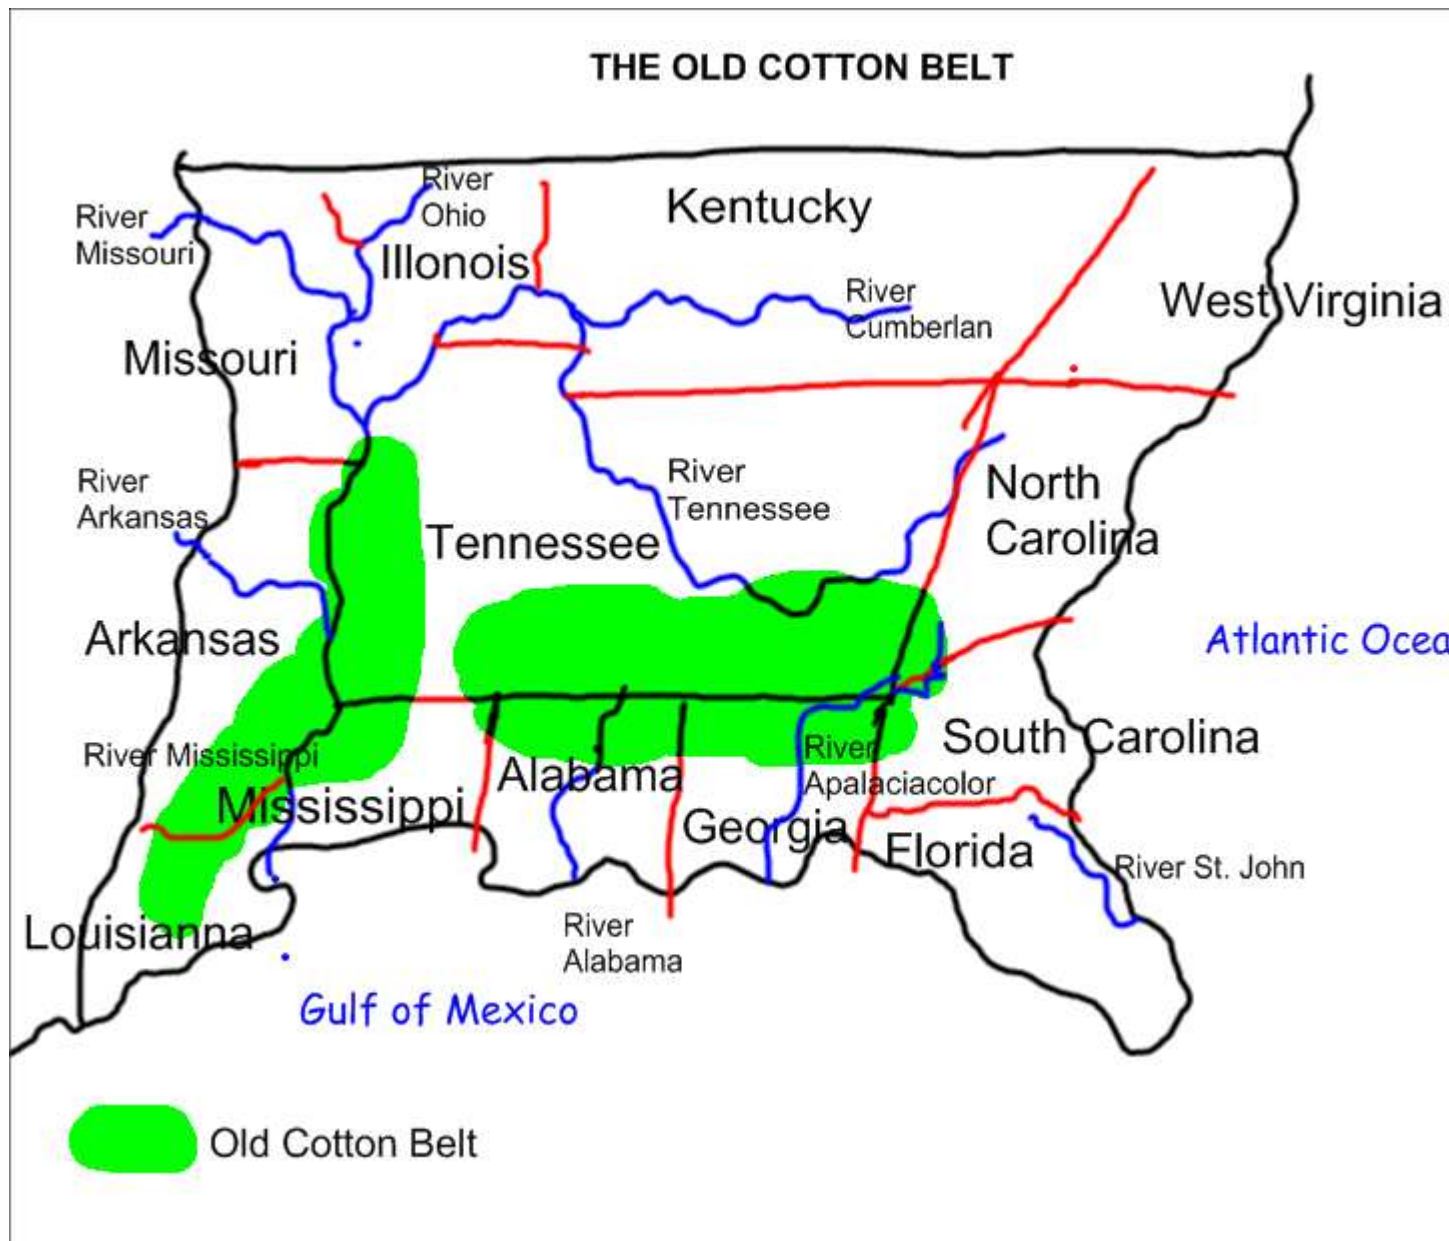 THE OLD COTTON BELT
River
Ohio
Kentucky
River
Missouri
Illonois
River
Cumberlan
West Virginia
Missouri
River
Tennessee
North
Carolina
River
Arkansas
Tennessee
Arkansas
Atlantic Ocea
River Mississippi
Mississippi
Alabama
River
Apalaciacolor
South Carolina
Georgia
Florida
River St. John
Louisianna
River
Alabama
Gulf of Mexico
Old Cotton Belt